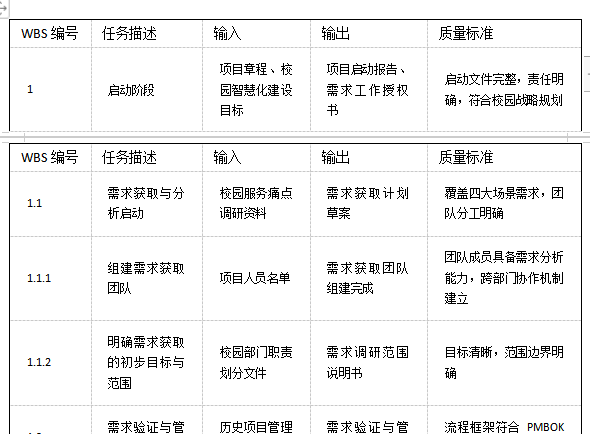 WBS 编号 任务描述 输入 输出 质量标准
1 启动阶段 项目章程、校园智慧化建设目标 项目启动报告、需求工作授权书 启动文件完整，责任明确，符合校园战略规划
WBS 编号 任务描述 输入 输出 质量标准
1.1 需求获取与分析启动 校园服务痛点调研资料 需求获取计划草案 覆盖四大场景需求，团队分工明确
1.1.1 组建需求获取团队 项目人员名单 需求获取团队组建完成 团队成员具备需求分析能力，跨部门协作机制建立
1.1.2 明确需求获取的初步目标与范围 校园部门职责划分文件 需求调研范围说明书 目标清晰，范围边界明确
需求验证与管 历史项目管理 需求验证与管 流程框架符合 PMBOK